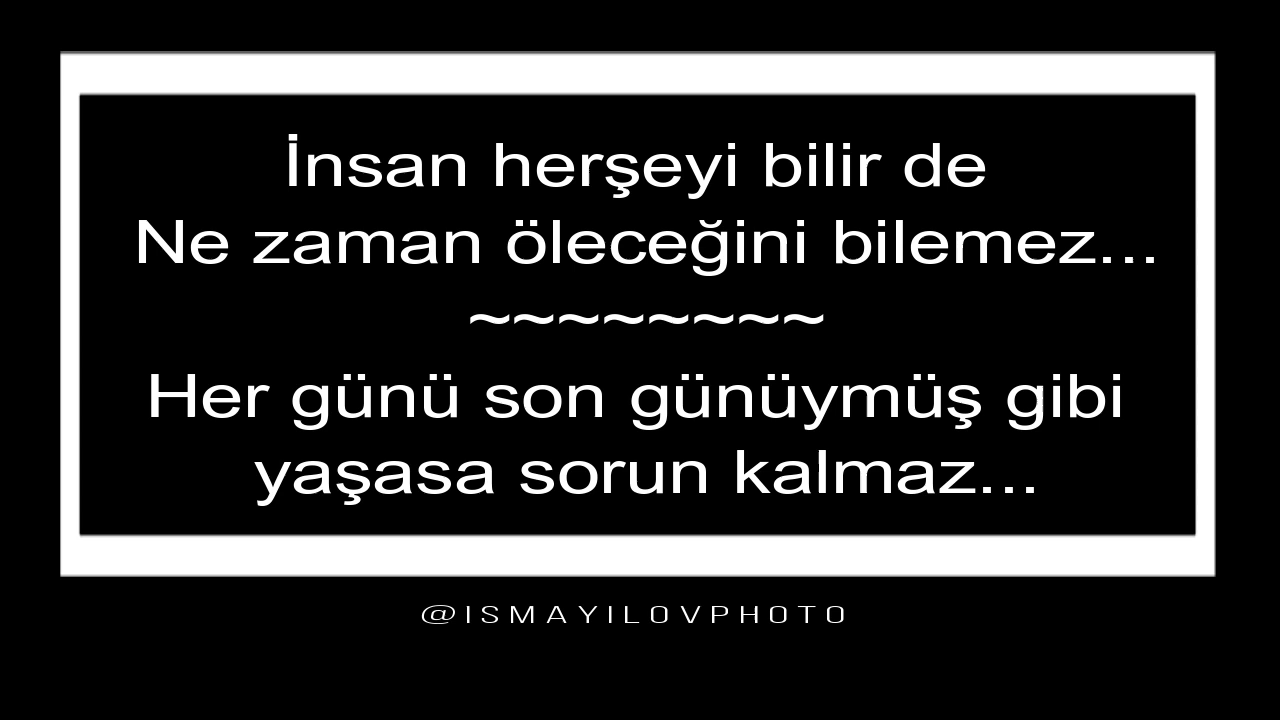 İnsan herşeyi bilir de
Ne zaman öleceğini bilemez...
~~~~~~~~
Her günü son günüymüş gibi
yaşasa sorun kalmaz...
@ISMAYILOVPHOTO